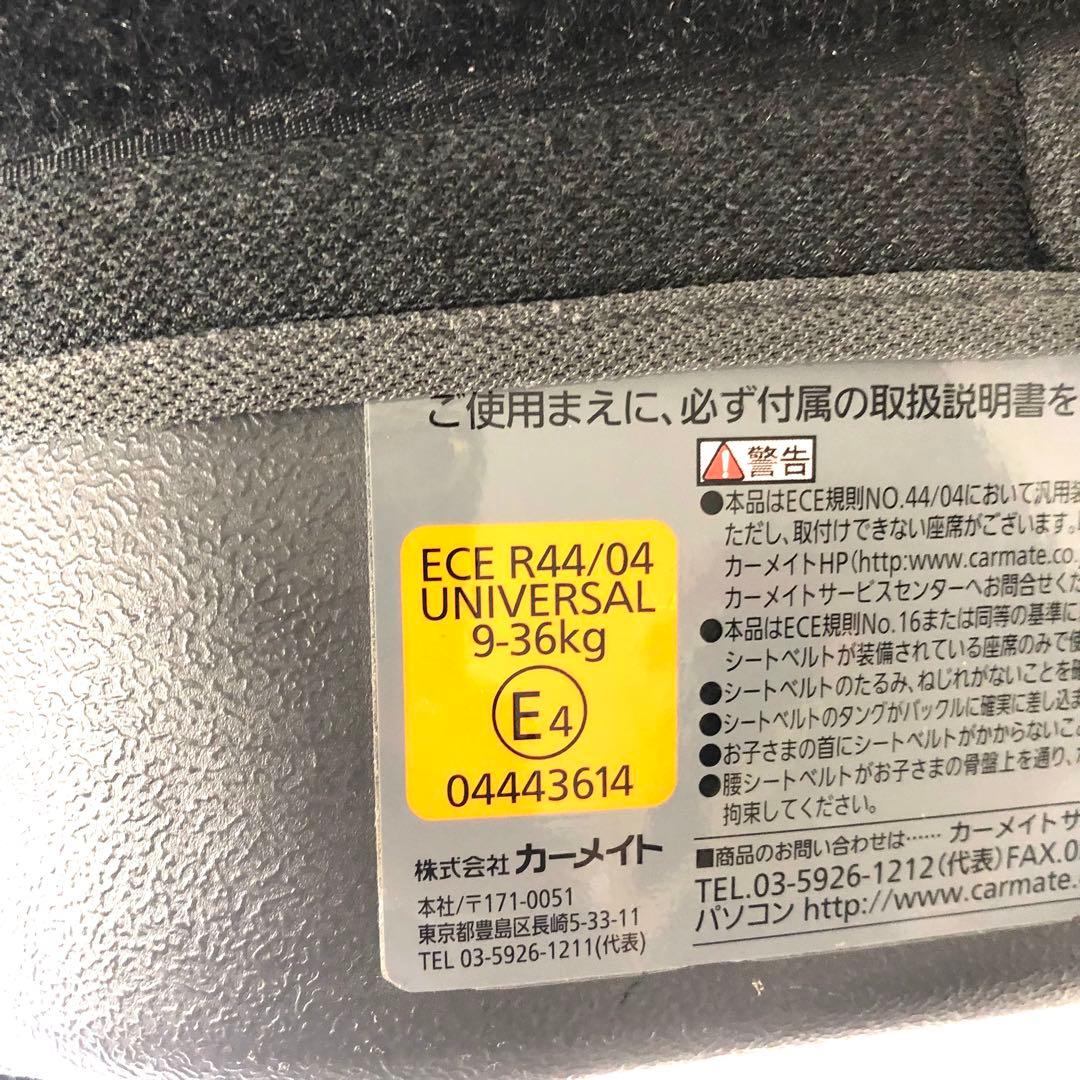 ご使用まえに、必ず付属の取扱説明書を
警告
●本品はECE規則NO.44/04において汎用装
ただし、取付けできない座席がございます。
カーメイトHP(http:www.carmate.co.
カーメイトサービスセンターへお問合せくだ
●本品はECE規則No.16または同等の基準に
シートベルトが装備されている座席のみで使
●シートベルトのたるみ、ねじれがないことを確
●シートベルトのタングがバックルに確実に差し込ま
●お子さまの首にシートベルトがかからないこ
●腰シートベルトがお子さまの骨盤上を通り、
拘束してください。
■商品のお問い合わせは…… カーメイトサ
TEL.03-5926-1212(代表)FAX.0
パソコン http://www.carmate.
ECE R44/04
UNIVERSAL
9-36kg
E4
04443614
株式会社 カーメイト
本社/〒171-0051
東京都豊島区長崎5-33-11
TEL 03-5926-1211(代表)